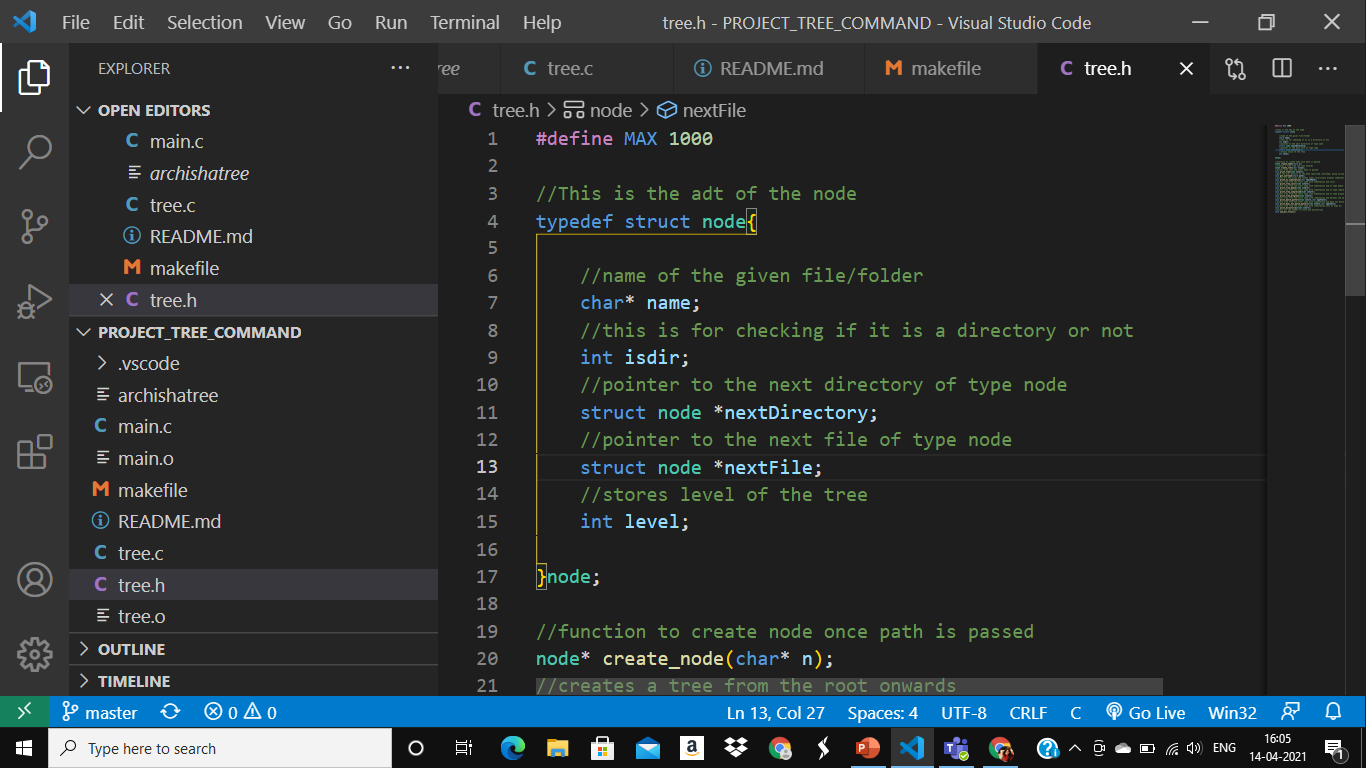 File Edit Selection View Go Run Terminal Help tree.h - PROJECT_TREE_COMMAND - Visual Studio Code
EXPLORER
ree tree.c README.md makefile tree.h
OPEN EDITORS
main.c
archishatree
tree.c
README.md
makefile
tree.h
PROJECT_TREE_COMMAND
.vscode
archishatree
main.c
main.o
makefile
README.md
tree.c
tree.h
tree.o
OUTLINE
TIMELINE
tree.h > node > nextFile
1 #define MAX 1000
2
3 //This is the adt of the node
4 typedef struct node{
5
6 //name of the given file/folder
7 char* name;
8 //this is for checking if it is a directory or not
9 int isdir;
10 //pointer to the next directory of type node
11 struct node *nextDirectory;
12 //pointer to the next file of type node
13 struct node *nextFile;
14 //stores level of the tree
15 int level;
16
17 }node;
18
19 //function to create node once path is passed
20 node* create_node(char* n);
21 //creates a tree from the root onwards
master 0 0 Ln 13, Col 27 Spaces: 4 UTF-8 CRLF C Go Live Win32
Type here to search
ENG
16:05
14-04-2021
1